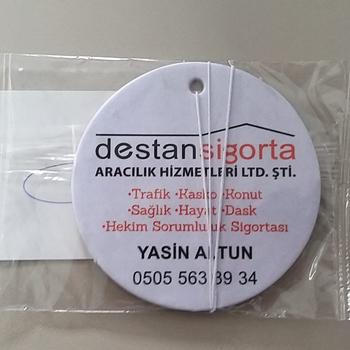 destansigorta
ARACILIK HİZMETLERİ LTD. ŞTİ.
•Trafik •Kasko •Konut
•Sağlık •Hayat •Dask
•Hekim Sorumluluk Sigortası
YASİN ALTUN
0505 563 39 34